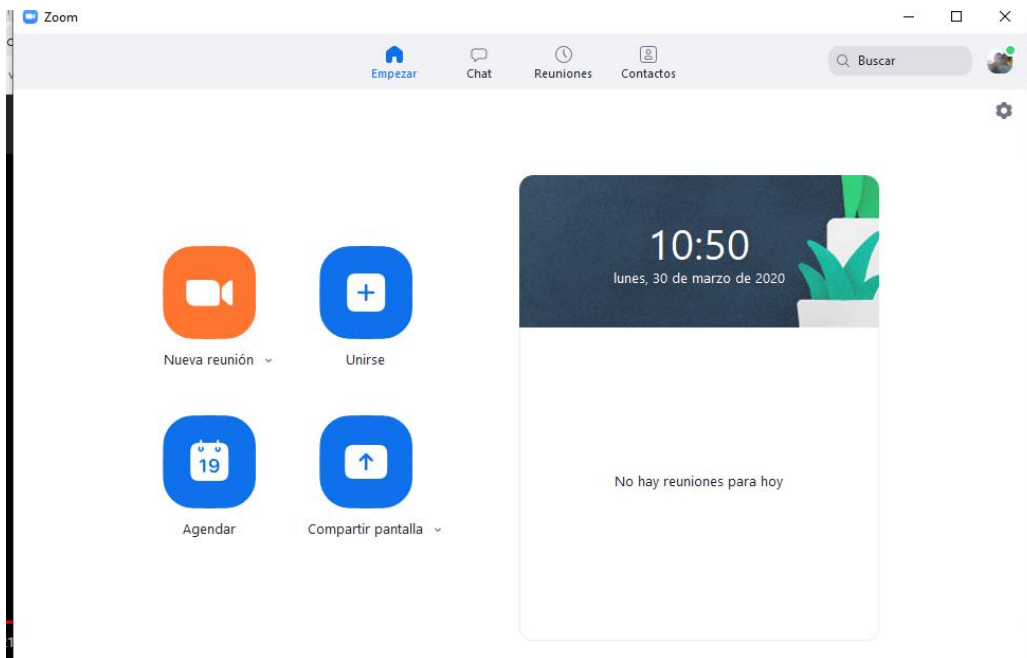 Zoom
Empezar
Chat
Reuniones
Contactos
Buscar
10:50
lunes, 30 de marzo de 2020
Nueva reunión
Unirse
19
Agendar
Compartir pantalla
No hay reuniones para hoy